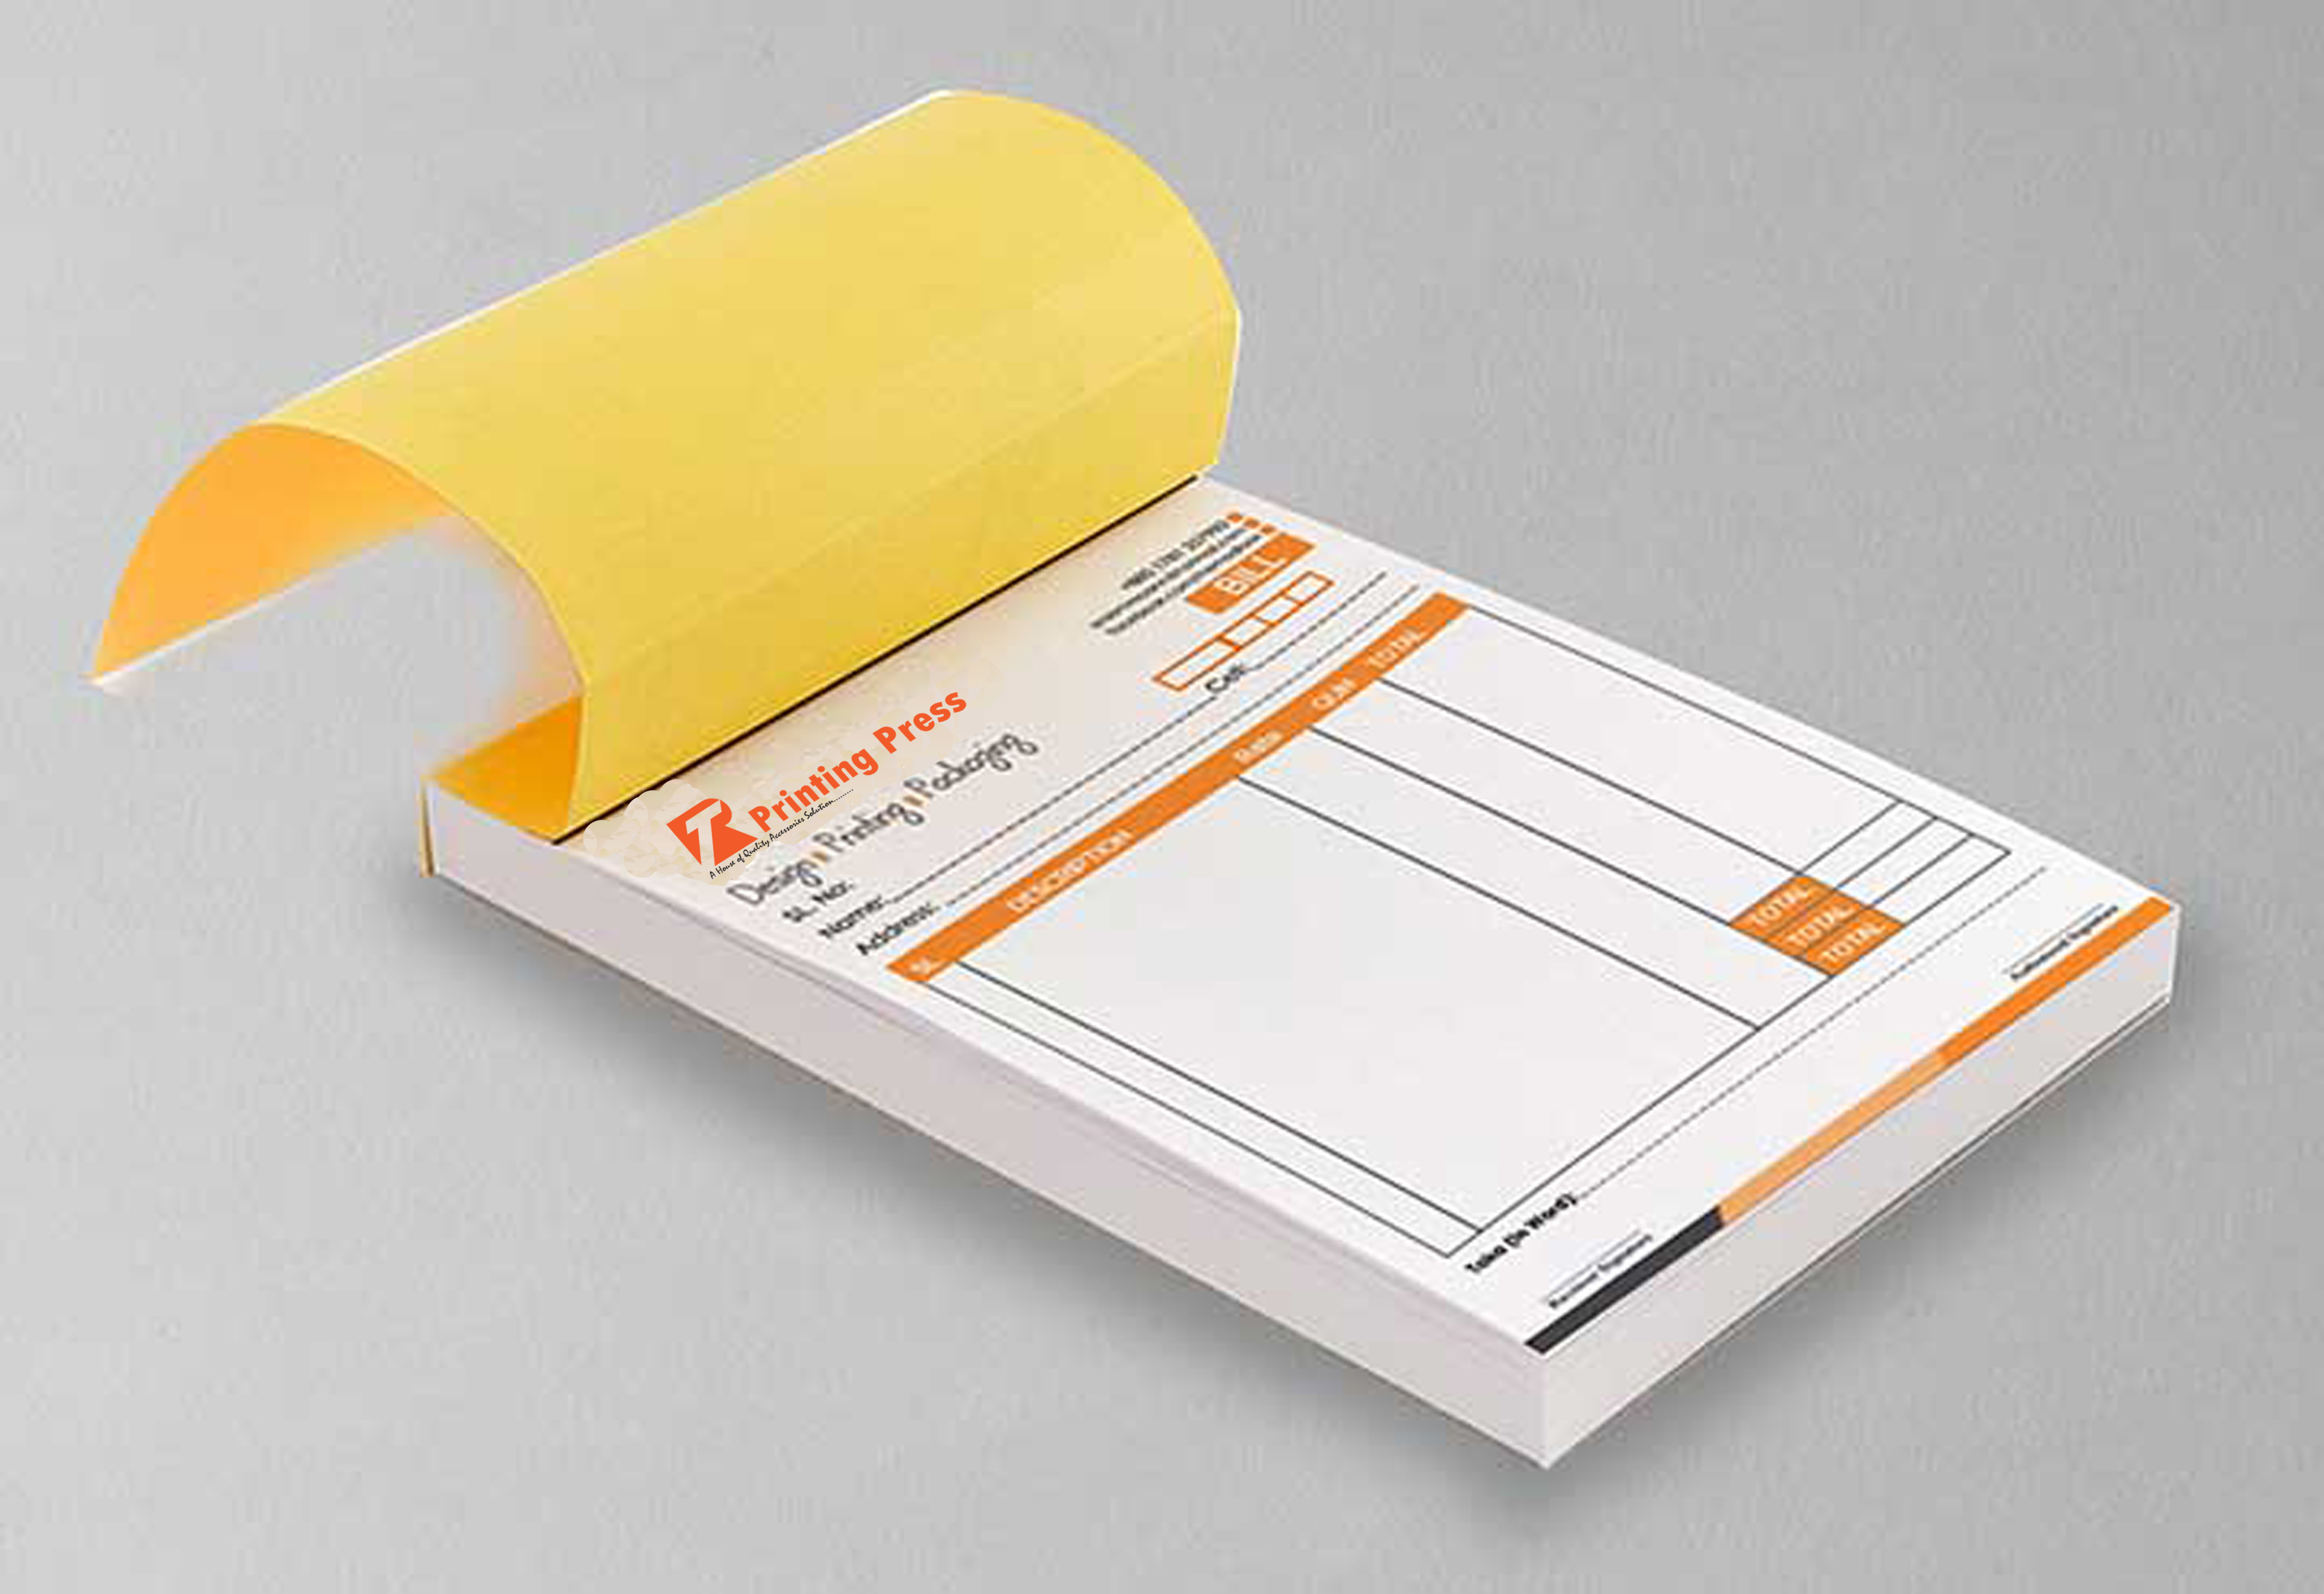 Printing Press
A House of Quality Accessories Solution.........
Design Printing Packaging
BILL
SL. No:
Name: Cell:
Address:
SL. DESCRIPTION Rate TOTAL
TOTAL
TOTAL
TOTAL
Taka (In Word):
Authorized Signature